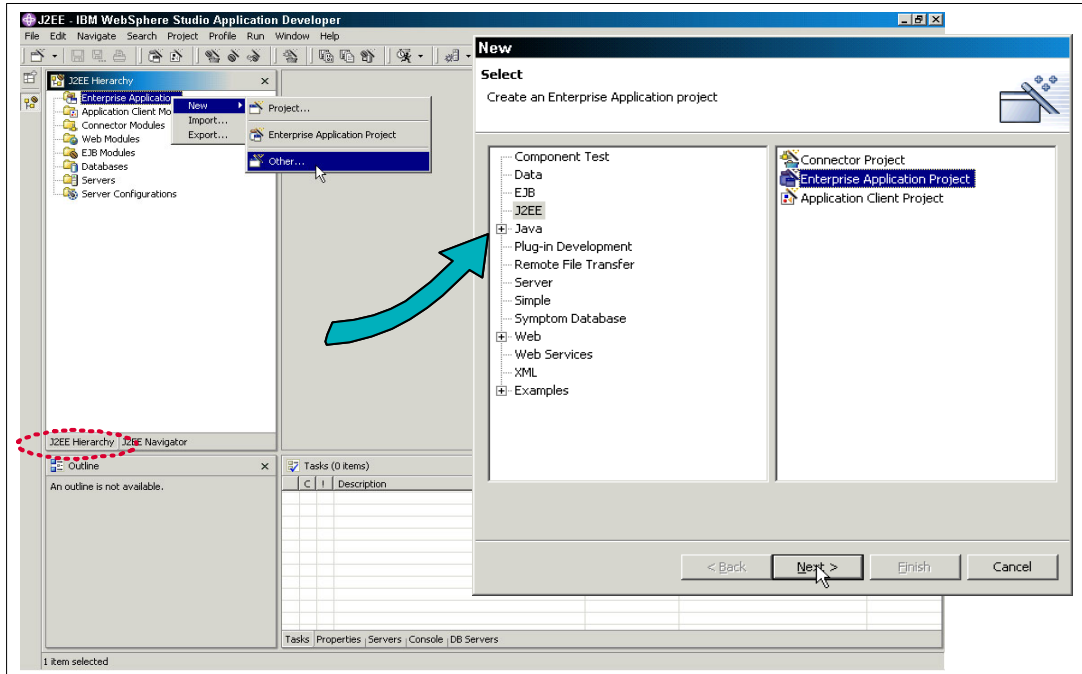 J2EE - IBM WebSphere Studio Application Developer
File Edit Navigate Search Project Profile Run Window Help
J2EE Hierarchy
Enterprise Application
Application Client Mo
Connector Modules
Web Modules
EJB Modules
Databases
Servers
Server Configurations
New
Import...
Export...
Project...
Enterprise Application Project
Other...
J2EE Hierarchy J2EE Navigator
Outline
An outline is not available.
Tasks (0 items)
C ! Description
Tasks Properties Servers Console DB Servers
1 item selected
New
Select
Create an Enterprise Application project
Component Test
Data
EJB
J2EE
Java
Plug-in Development
Remote File Transfer
Server
Simple
Symptom Database
Web
Web Services
XML
Examples
Connector Project
Enterprise Application Project
Application Client Project
< Back Next > Finish Cancel